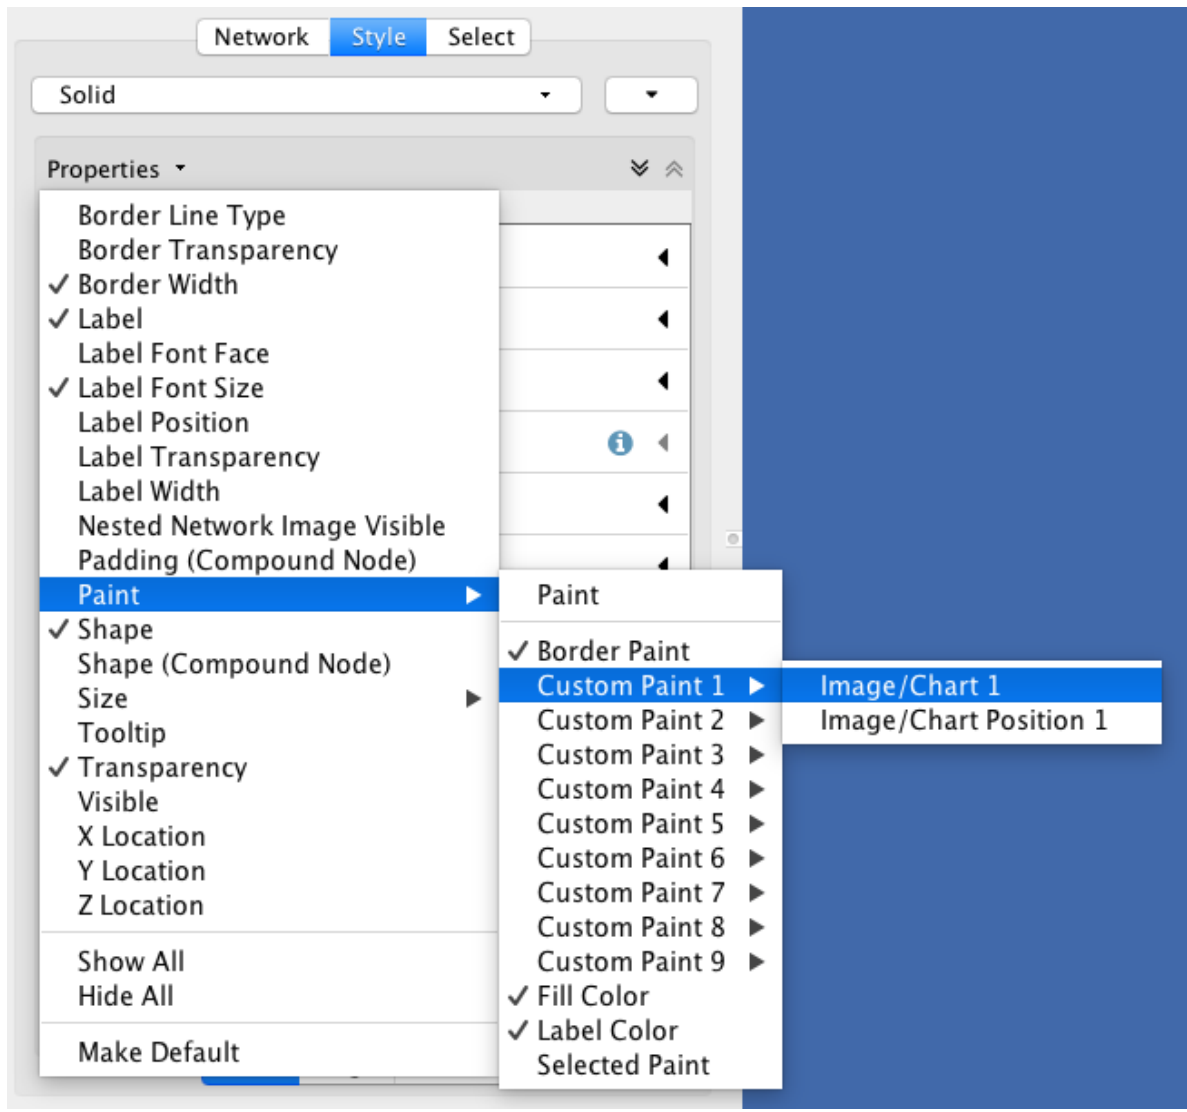 Network Style Select
Solid
Properties
Border Line Type
Border Transparency
✓ Border Width
✓ Label
Label Font Face
✓ Label Font Size
Label Position
Label Transparency
Label Width
Nested Network Image Visible
Padding (Compound Node)
Paint
✓ Shape
Shape (Compound Node)
Size
Tooltip
✓ Transparency
Visible
X Location
Y Location
Z Location
Show All
Hide All
Make Default
Paint
✓ Border Paint
Custom Paint 1
Custom Paint 2
Custom Paint 3
Custom Paint 4
Custom Paint 5
Custom Paint 6
Custom Paint 7
Custom Paint 8
Custom Paint 9
✓ Fill Color
✓ Label Color
Selected Paint
Image/Chart 1
Image/Chart Position 1